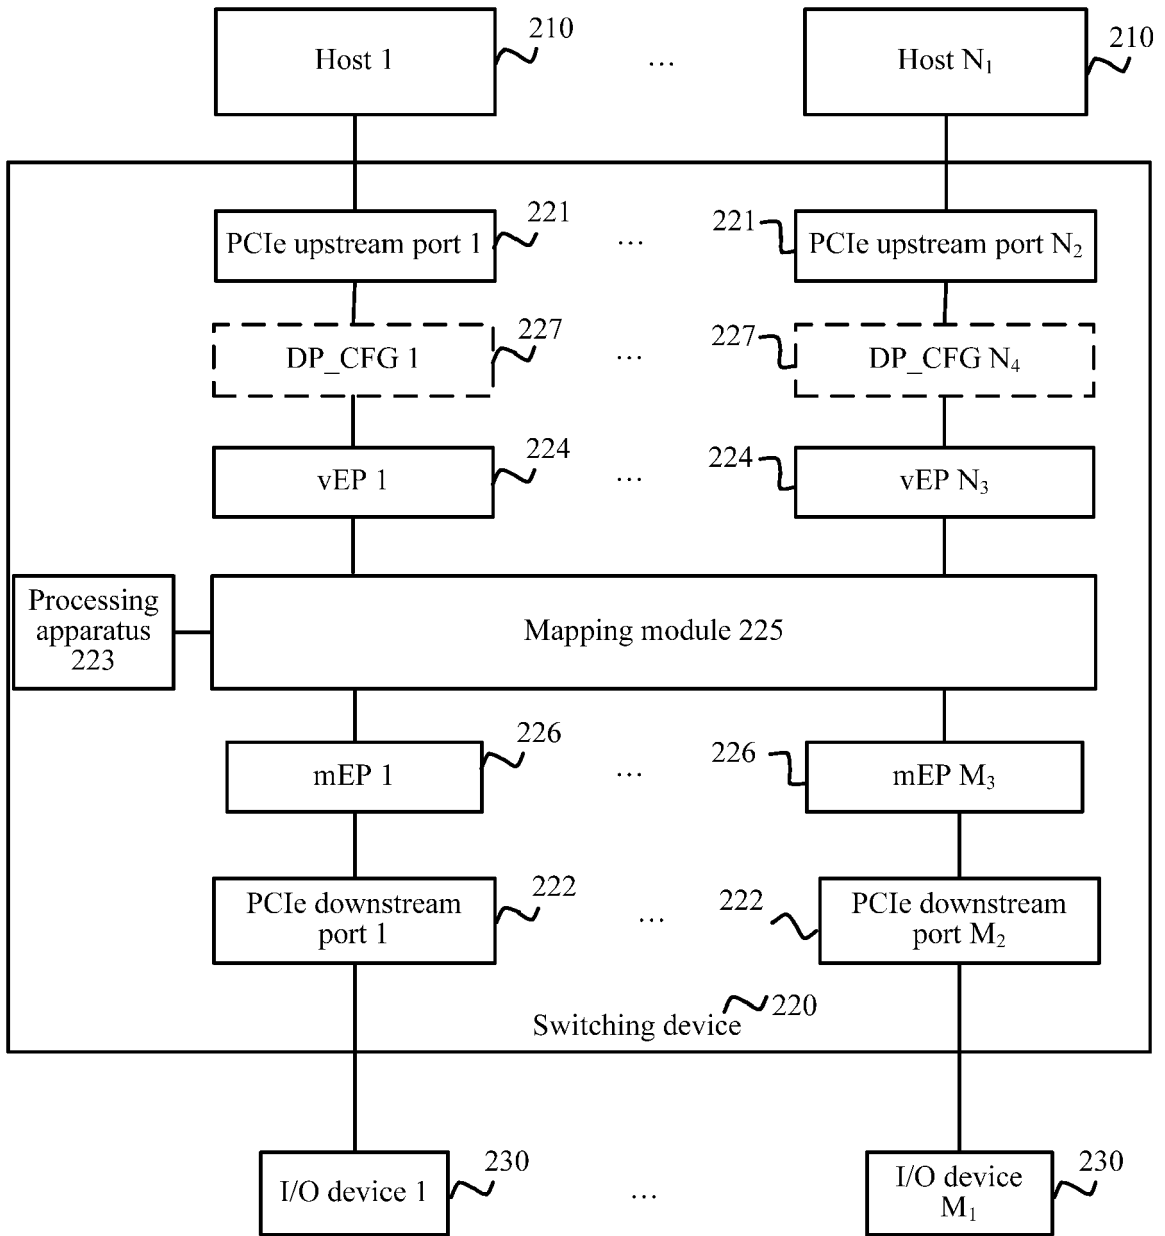 Host 1
210
...
Host N₁
210
PCIe upstream port 1
221
...
221
PCIe upstream port N₂
DP_CFG 1
227
...
227
DP_CFG N₄
vEP 1
224
...
224
vEP N₃
Processing
apparatus
223
Mapping module 225
mEP 1
226
...
226
mEP M₃
PCIe downstream
port 1
222
...
222
PCIe downstream
port M₂
Switching device
220
I/O device 1
230
...
I/O device
M₁
230